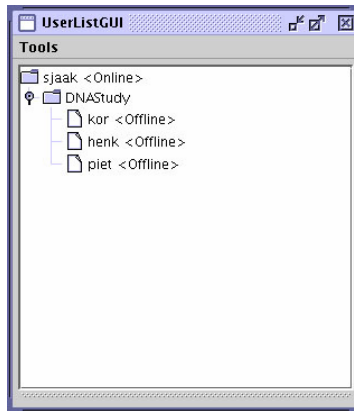 UserListGUI
Tools
sjaak <Online>
DNAStudy
kor <Offline>
henk <Offline>
piet <Offline>